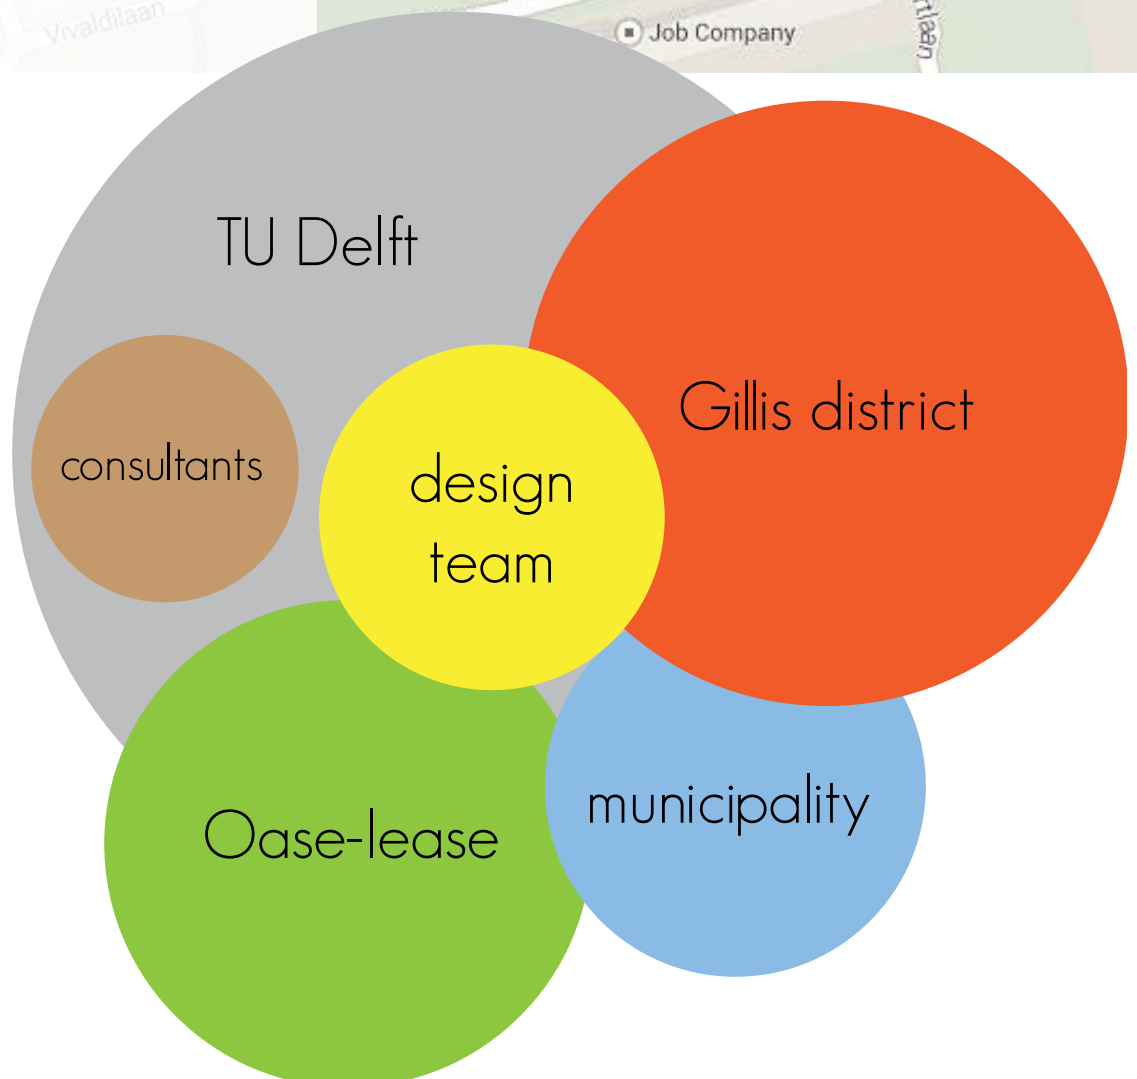 Vivaldilaan
Job Company
TU Delft
Gillis district
consultants
design
team
municipality
Oase-lease